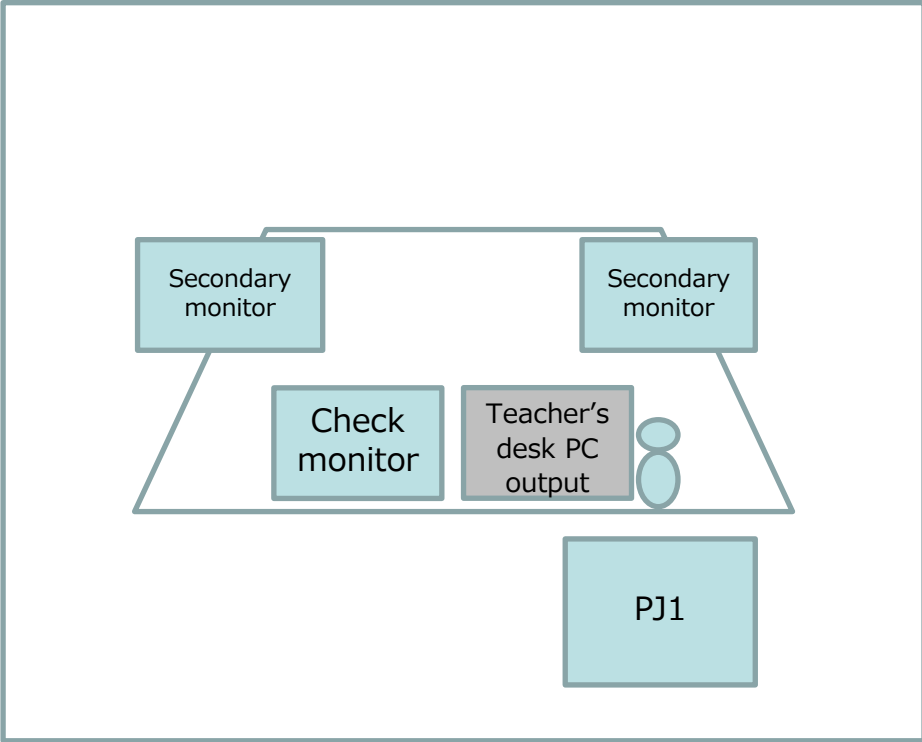 Secondary
monitor
Secondary
monitor
Check
monitor
Teacher’s
desk PC
output
PJ1